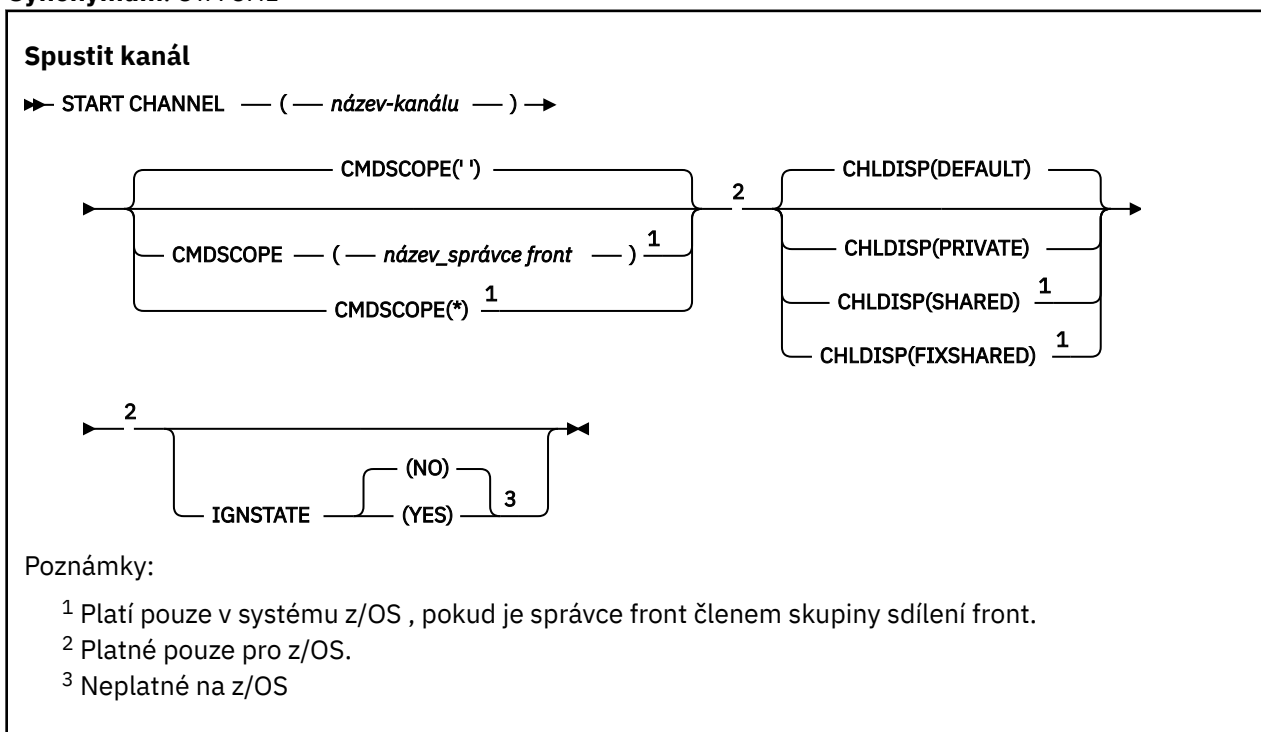 Spustit kanál
START CHANNEL ( název-kanálu )
CMDSCOPE(' ')
CMDSCOPE ( název_správce front ) 1
CMDSCOPE(*) 1
2
CHLDISP(DEFAULT)
CHLDISP(PRIVATE)
CHLDISP(SHARED) 1
CHLDISP(FIXSHARED) 1
2
IGNSTATE
(NO)
(YES)
3
Poznámky:
1 Platí pouze v systému z/OS , pokud je správce front členem skupiny sdílení front.
2 Platné pouze pro z/OS.
3 Neplatné na z/OS